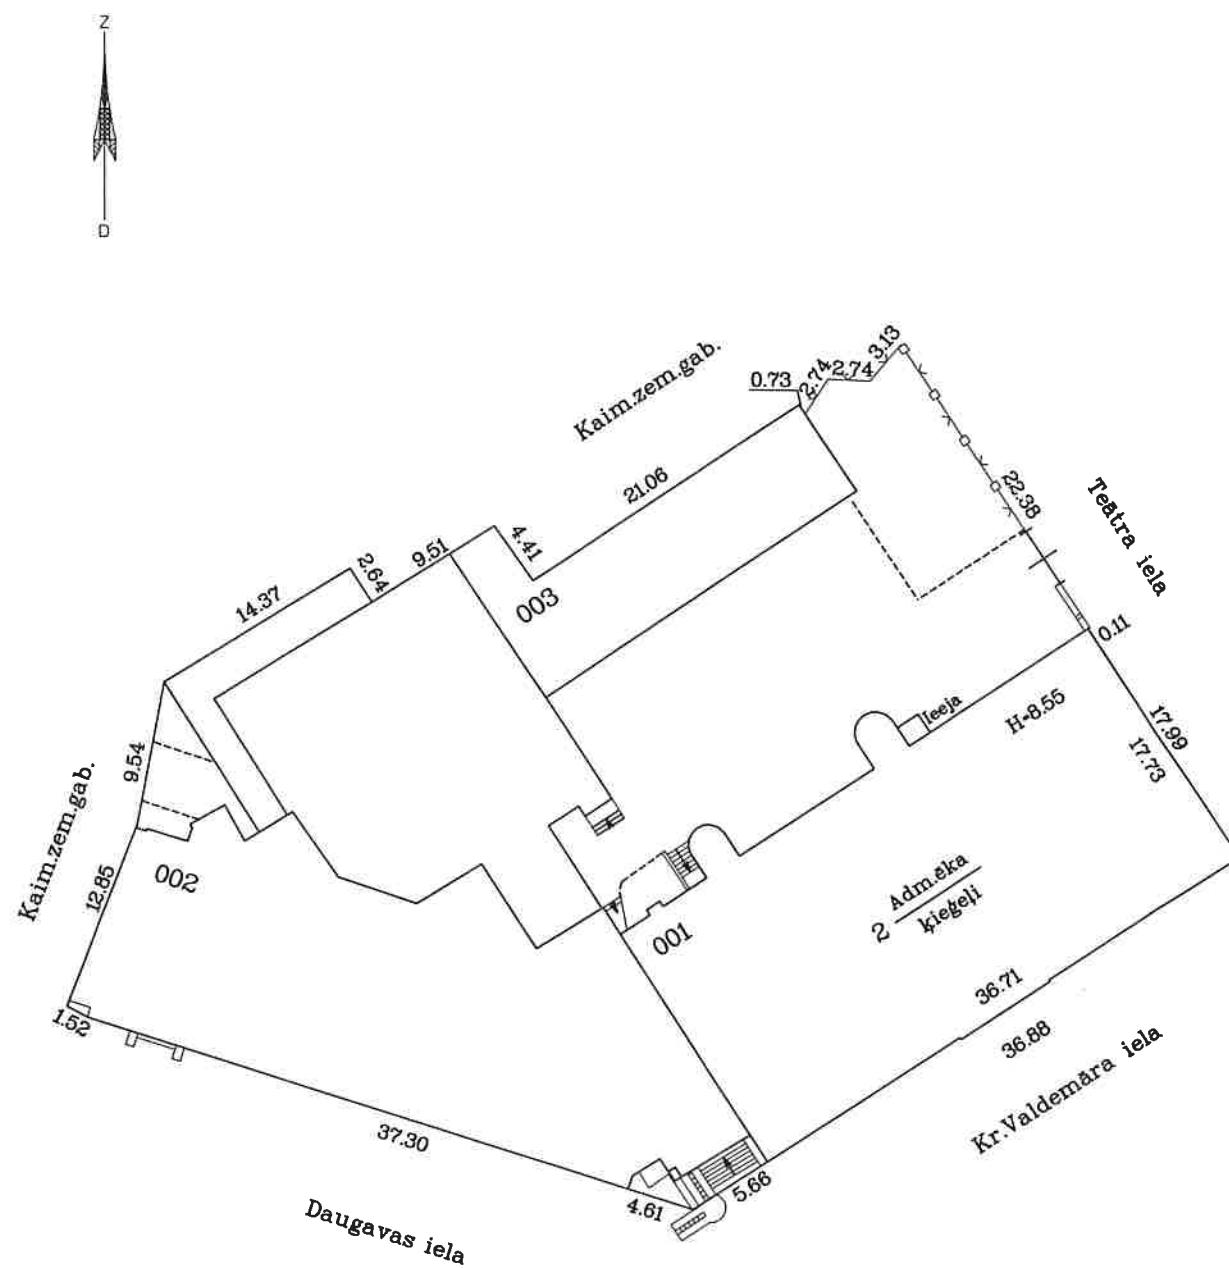 Z
D
3.13
2.74
2.74
0.73
Kaim.zem.gab.
21.06
22.38
Teātra iela
4.41
9.51
2.64
14.37
003
0.11
Ieeja
H-8.55
17.99
17.73
9.54
Kaim.zem.gab.
12.85
002
001
2 Adm.ēka
ķieģeļi
36.71
36.88
Kr.Valdemāra iela
1.52
37.30
4.61
5.66
Daugavas iela